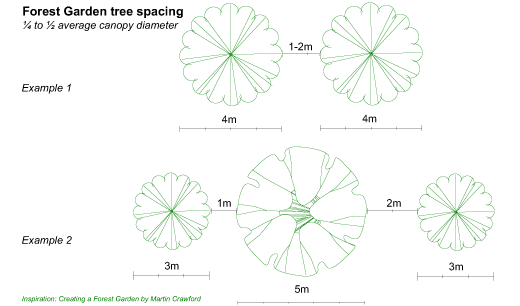 Forest Garden tree spacing
¼ to ½ average canopy diameter
1-2m
Example 1
4m 4m
1m 2m
Example 2
3m 3m
5m
Inspiration: Creating a Forest Garden by Martin Crawford